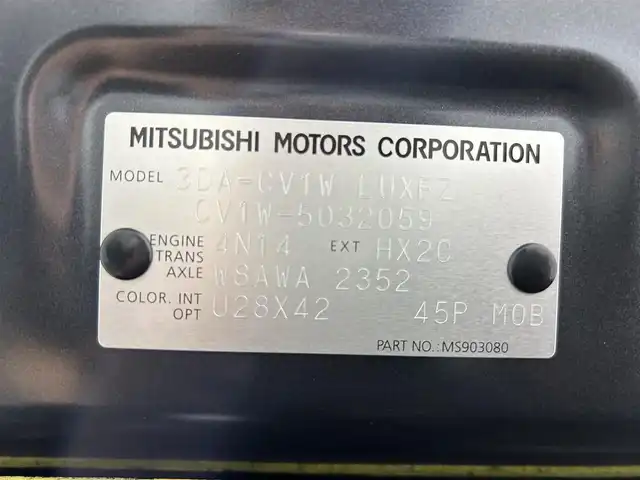 MITSUBISHI MOTORS CORPORATION
MODEL 3DA-CV1W LUXFZ
CV1W-5032059
ENGINE 4N14 EXT HX2C
TRANS
AXLE W8AWA 2352
COLOR. INT
OPT U28X42 45P M0B
PART NO.:MS903080